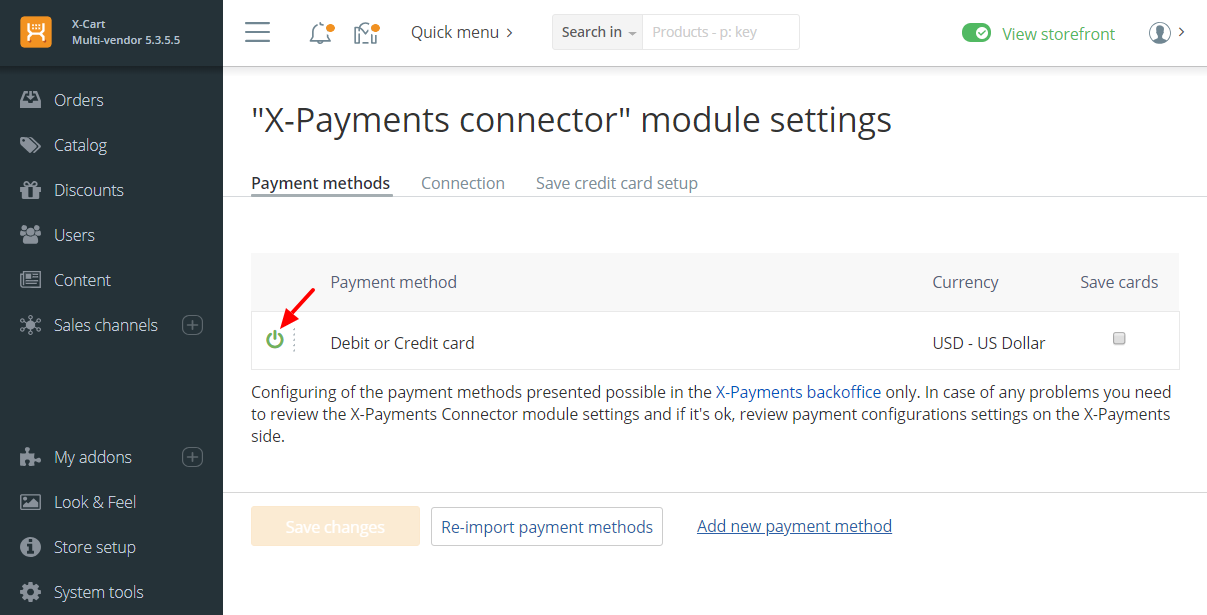 X-Cart
Multi-vendor 5.3.5.5
Quick menu
Search in
Products - p: key
View storefront
Orders
Catalog
Discounts
Users
Content
Sales channels
My addons
Look & Feel
Store setup
System tools
"X-Payments connector" module settings
Payment methods Connection Save credit card setup
Payment method Currency Save cards
Debit or Credit card USD - US Dollar
Configuring of the payment methods presented possible in the X-Payments backoffice only. In case of any problems you need
to review the X-Payments Connector module settings and if it's ok, review payment configurations settings on the X-Payments
side.
Save changes Re-import payment methods Add new payment method